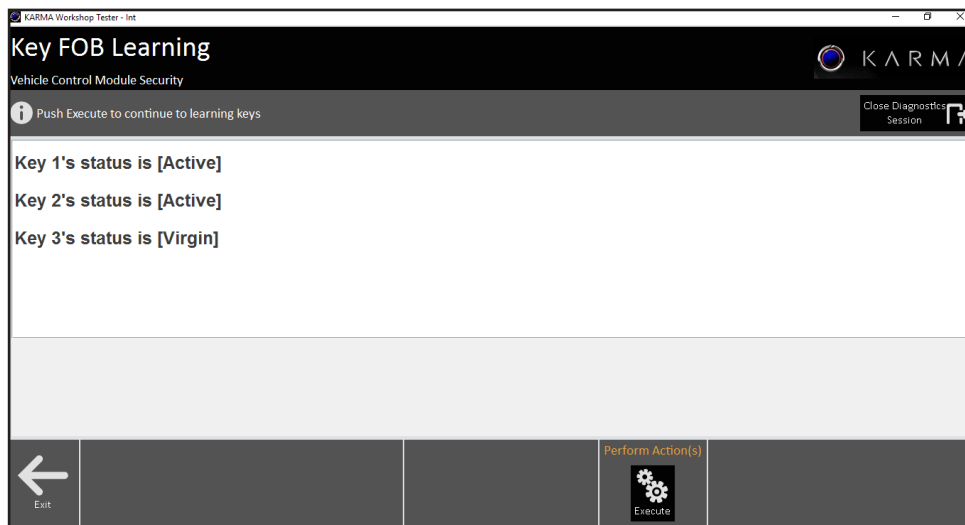 KARMA Workshop Tester - Int
Key FOB Learning
KARMA
Vehicle Control Module Security
Push Execute to continue to learning keys
Close Diagnostics
Session
Key 1's status is [Active]
Key 2's status is [Active]
Key 3's status is [Virgin]
Perform Action(s)
Exit
Execute